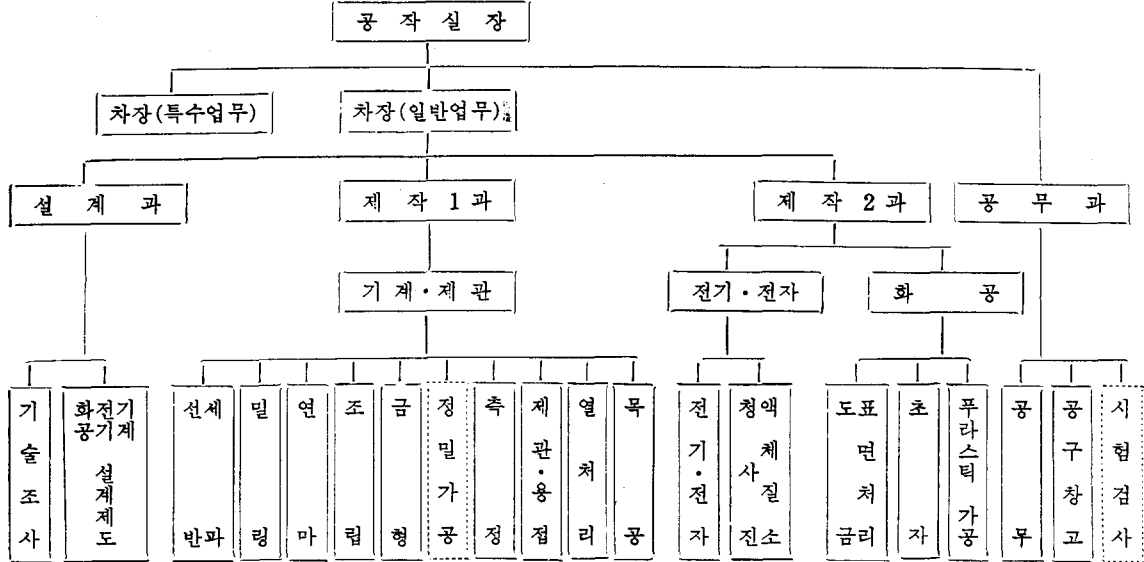 공작실장
차장(특수업무)
차장(일반업무)
설계과
제작1과
제작2과
공무과
기계·제관
전기·전자
화공
기술조사
기계
전기
화공
설계제도
세파
선반
밀링
연마
조립
금형
정밀가공
측정
제관·용접
열처리
목공
전기·전자
액체질소
청사진
표면처리
도금
초자
푸라스틱 가공
공무
공구창고
시험검사